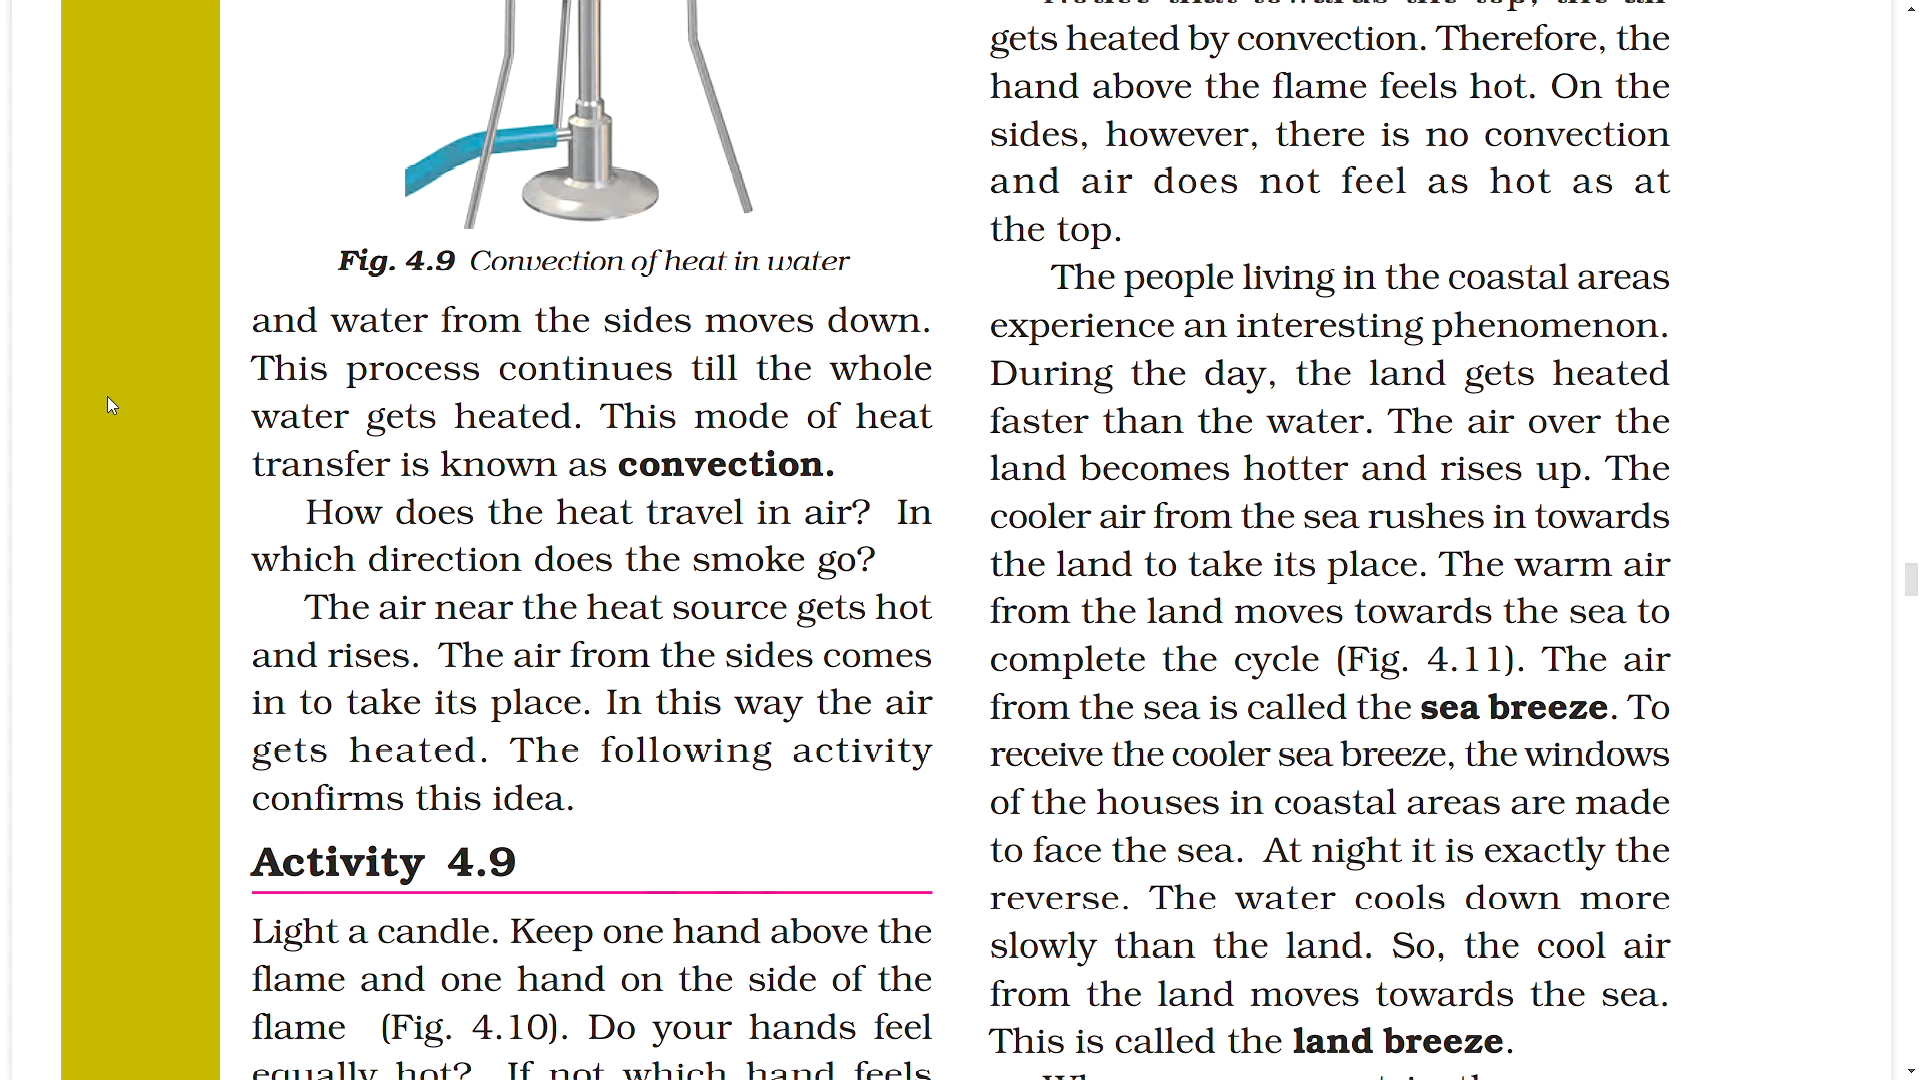 Fig. 4.9 Convection of heat in water
and water from the sides moves down.
This process continues till the whole
water gets heated. This mode of heat
transfer is known as convection.
How does the heat travel in air? In
which direction does the smoke go?
The air near the heat source gets hot
and rises. The air from the sides comes
in to take its place. In this way the air
gets heated. The following activity
confirms this idea.
Activity 4.9
Light a candle. Keep one hand above the
flame and one hand on the side of the
flame (Fig. 4.10). Do your hands feel
equally hot? If not which hand feels
Notice that towards the top, the air
gets heated by convection. Therefore, the
hand above the flame feels hot. On the
sides, however, there is no convection
and air does not feel as hot as at
the top.
The people living in the coastal areas
experience an interesting phenomenon.
During the day, the land gets heated
faster than the water. The air over the
land becomes hotter and rises up. The
cooler air from the sea rushes in towards
the land to take its place. The warm air
from the land moves towards the sea to
complete the cycle (Fig. 4.11). The air
from the sea is called the sea breeze. To
receive the cooler sea breeze, the windows
of the houses in coastal areas are made
to face the sea. At night it is exactly the
reverse. The water cools down more
slowly than the land. So, the cool air
from the land moves towards the sea.
This is called the land breeze.